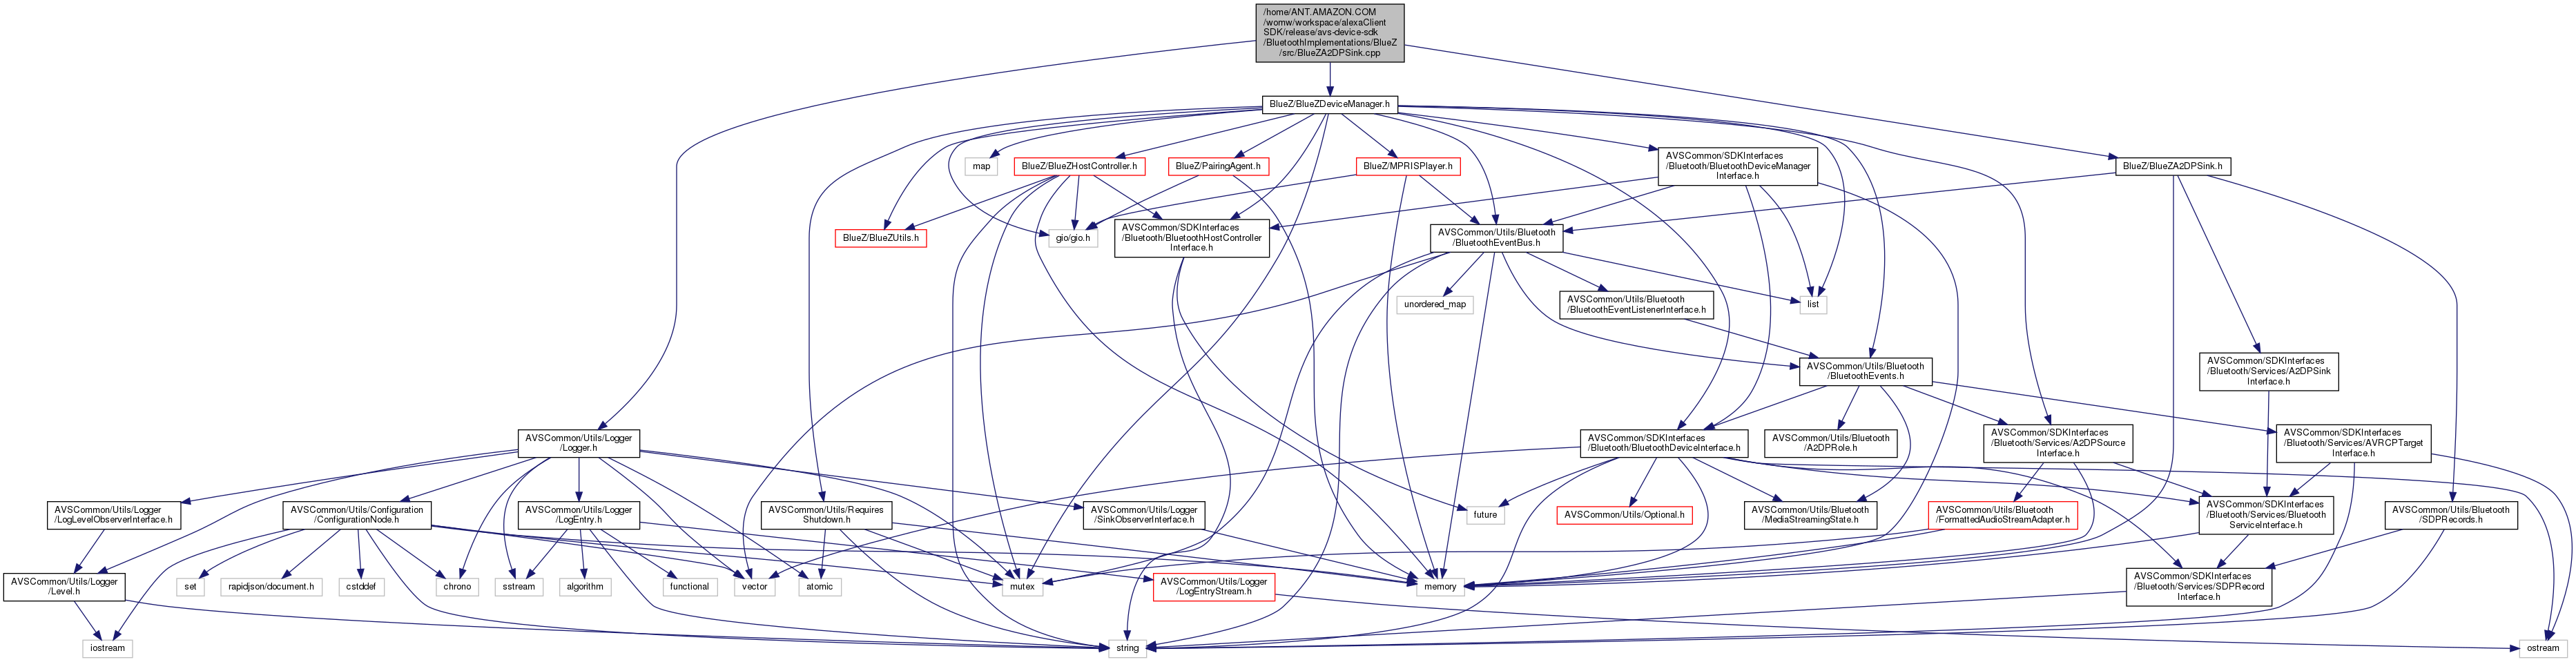 /home/ANT.AMAZON.COM
/womw/workspace/alexaClient
SDK/release/avs-device-sdk
/BluetoothImplementations/BlueZ
/src/BlueZA2DPSink.cpp
BlueZ/BlueZDeviceManager.h
map
BlueZ/BlueZHostController.h
BlueZ/PairingAgent.h
BlueZ/MPRISPlayer.h
AVSCommon/SDKInterfaces
/Bluetooth/BluetoothDeviceManager
Interface.h
BlueZ/BlueZA2DPSink.h
BlueZ/BlueZUtils.h
gio/gio.h
AVSCommon/SDKInterfaces
/Bluetooth/BluetoothHostController
Interface.h
AVSCommon/Utils/Bluetooth
/BluetoothEventBus.h
unordered_map
AVSCommon/Utils/Bluetooth
/BluetoothEventListenerInterface.h
list
AVSCommon/Utils/Bluetooth
/BluetoothEvents.h
AVSCommon/SDKInterfaces
/Bluetooth/Services/A2DPSink
Interface.h
AVSCommon/Utils/Logger
/Logger.h
AVSCommon/SDKInterfaces
/Bluetooth/BluetoothDeviceInterface.h
AVSCommon/Utils/Bluetooth
/A2DPRole.h
AVSCommon/SDKInterfaces
/Bluetooth/Services/A2DPSource
Interface.h
AVSCommon/SDKInterfaces
/Bluetooth/Services/AVRCPTarget
Interface.h
AVSCommon/Utils/Logger
/LogLevelObserverInterface.h
AVSCommon/Utils/Configuration
/ConfigurationNode.h
AVSCommon/Utils/Logger
/LogEntry.h
AVSCommon/Utils/Requires
Shutdown.h
AVSCommon/Utils/Logger
/SinkObserverInterface.h
future
AVSCommon/Utils/Optional.h
AVSCommon/Utils/Bluetooth
/MediaStreamingState.h
AVSCommon/Utils/Bluetooth
/FormattedAudioStreamAdapter.h
AVSCommon/SDKInterfaces
/Bluetooth/Services/Bluetooth
ServiceInterface.h
AVSCommon/Utils/Bluetooth
/SDPRecords.h
AVSCommon/Utils/Logger
/Level.h
set
rapidjson/document.h
cstddef
chrono
sstream
algorithm
functional
vector
atomic
mutex
AVSCommon/Utils/Logger
/LogEntryStream.h
memory
AVSCommon/SDKInterfaces
/Bluetooth/Services/SDPRecord
Interface.h
iostream
string
ostream